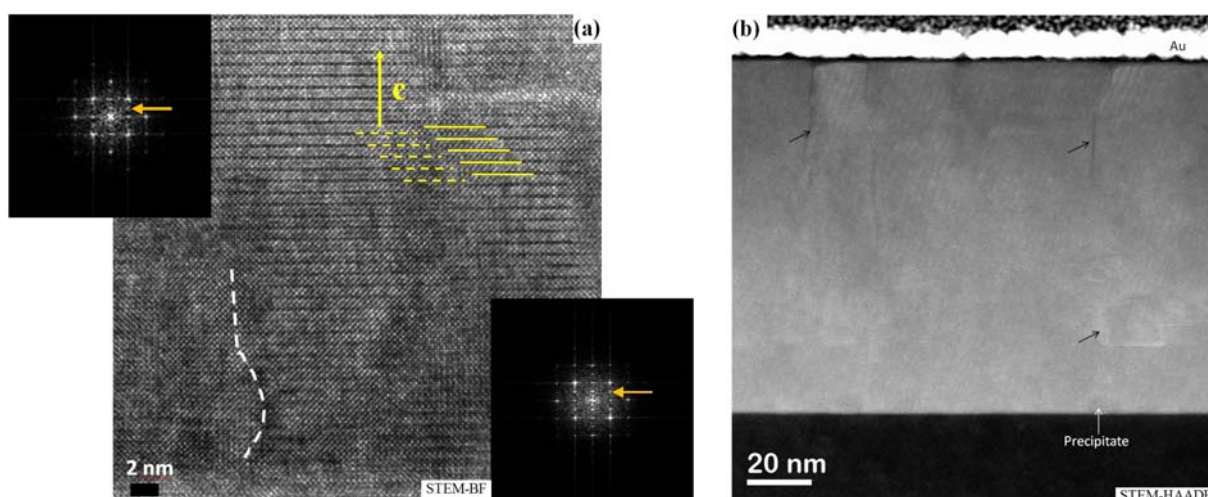 (a)
c
2 nm
STEM-BF
(b)
Au
Precipitate
20 nm
STEM-HAADF